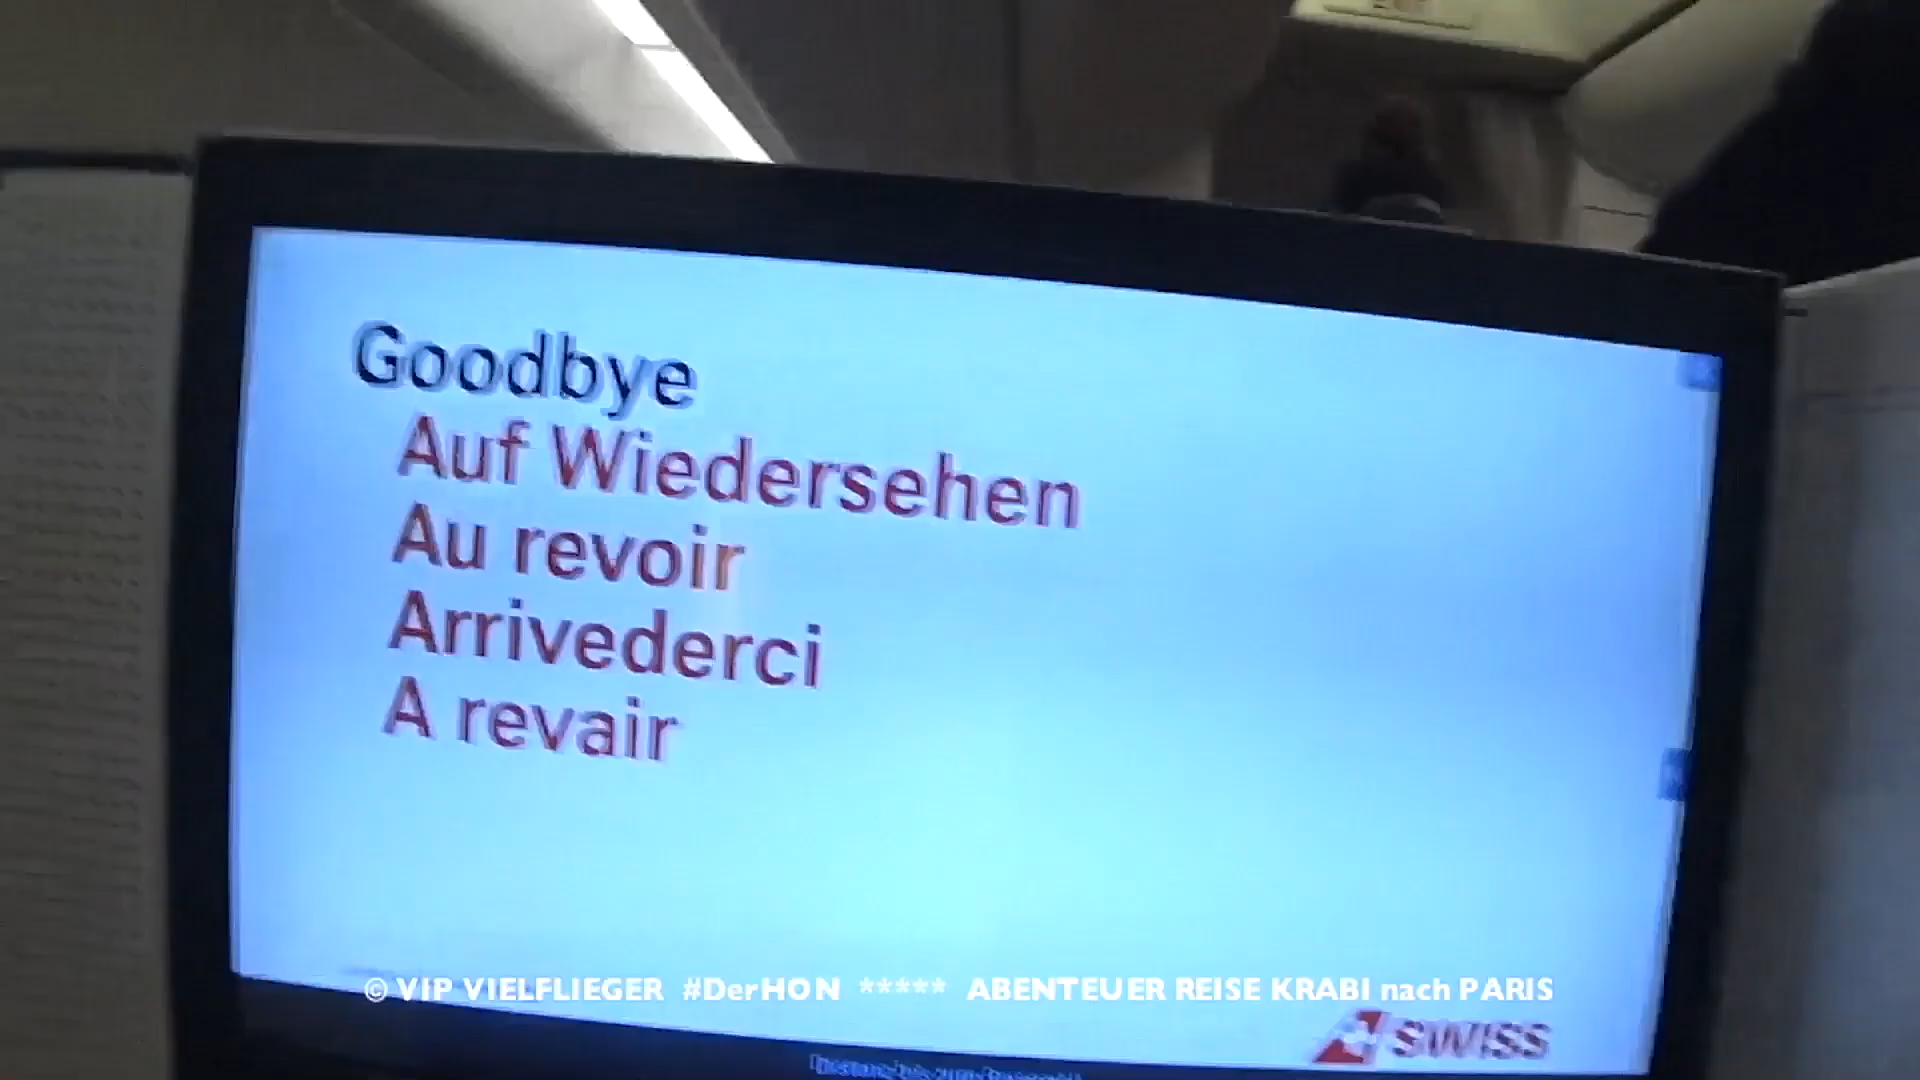 Goodbye
Auf Wiedersehen
Au revoir
Arrivederci
A revair
© VIP VIELFLIEGER #DerHON ***** ABENTEUER REISE KRABI nach PARIS
SWISS